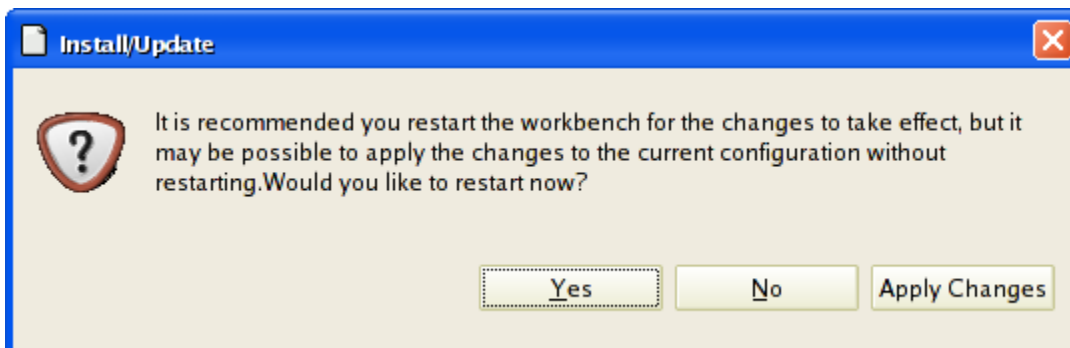 Install/Update
It is recommended you restart the workbench for the changes to take effect, but it
may be possible to apply the changes to the current configuration without
restarting.Would you like to restart now?
Yes No Apply Changes